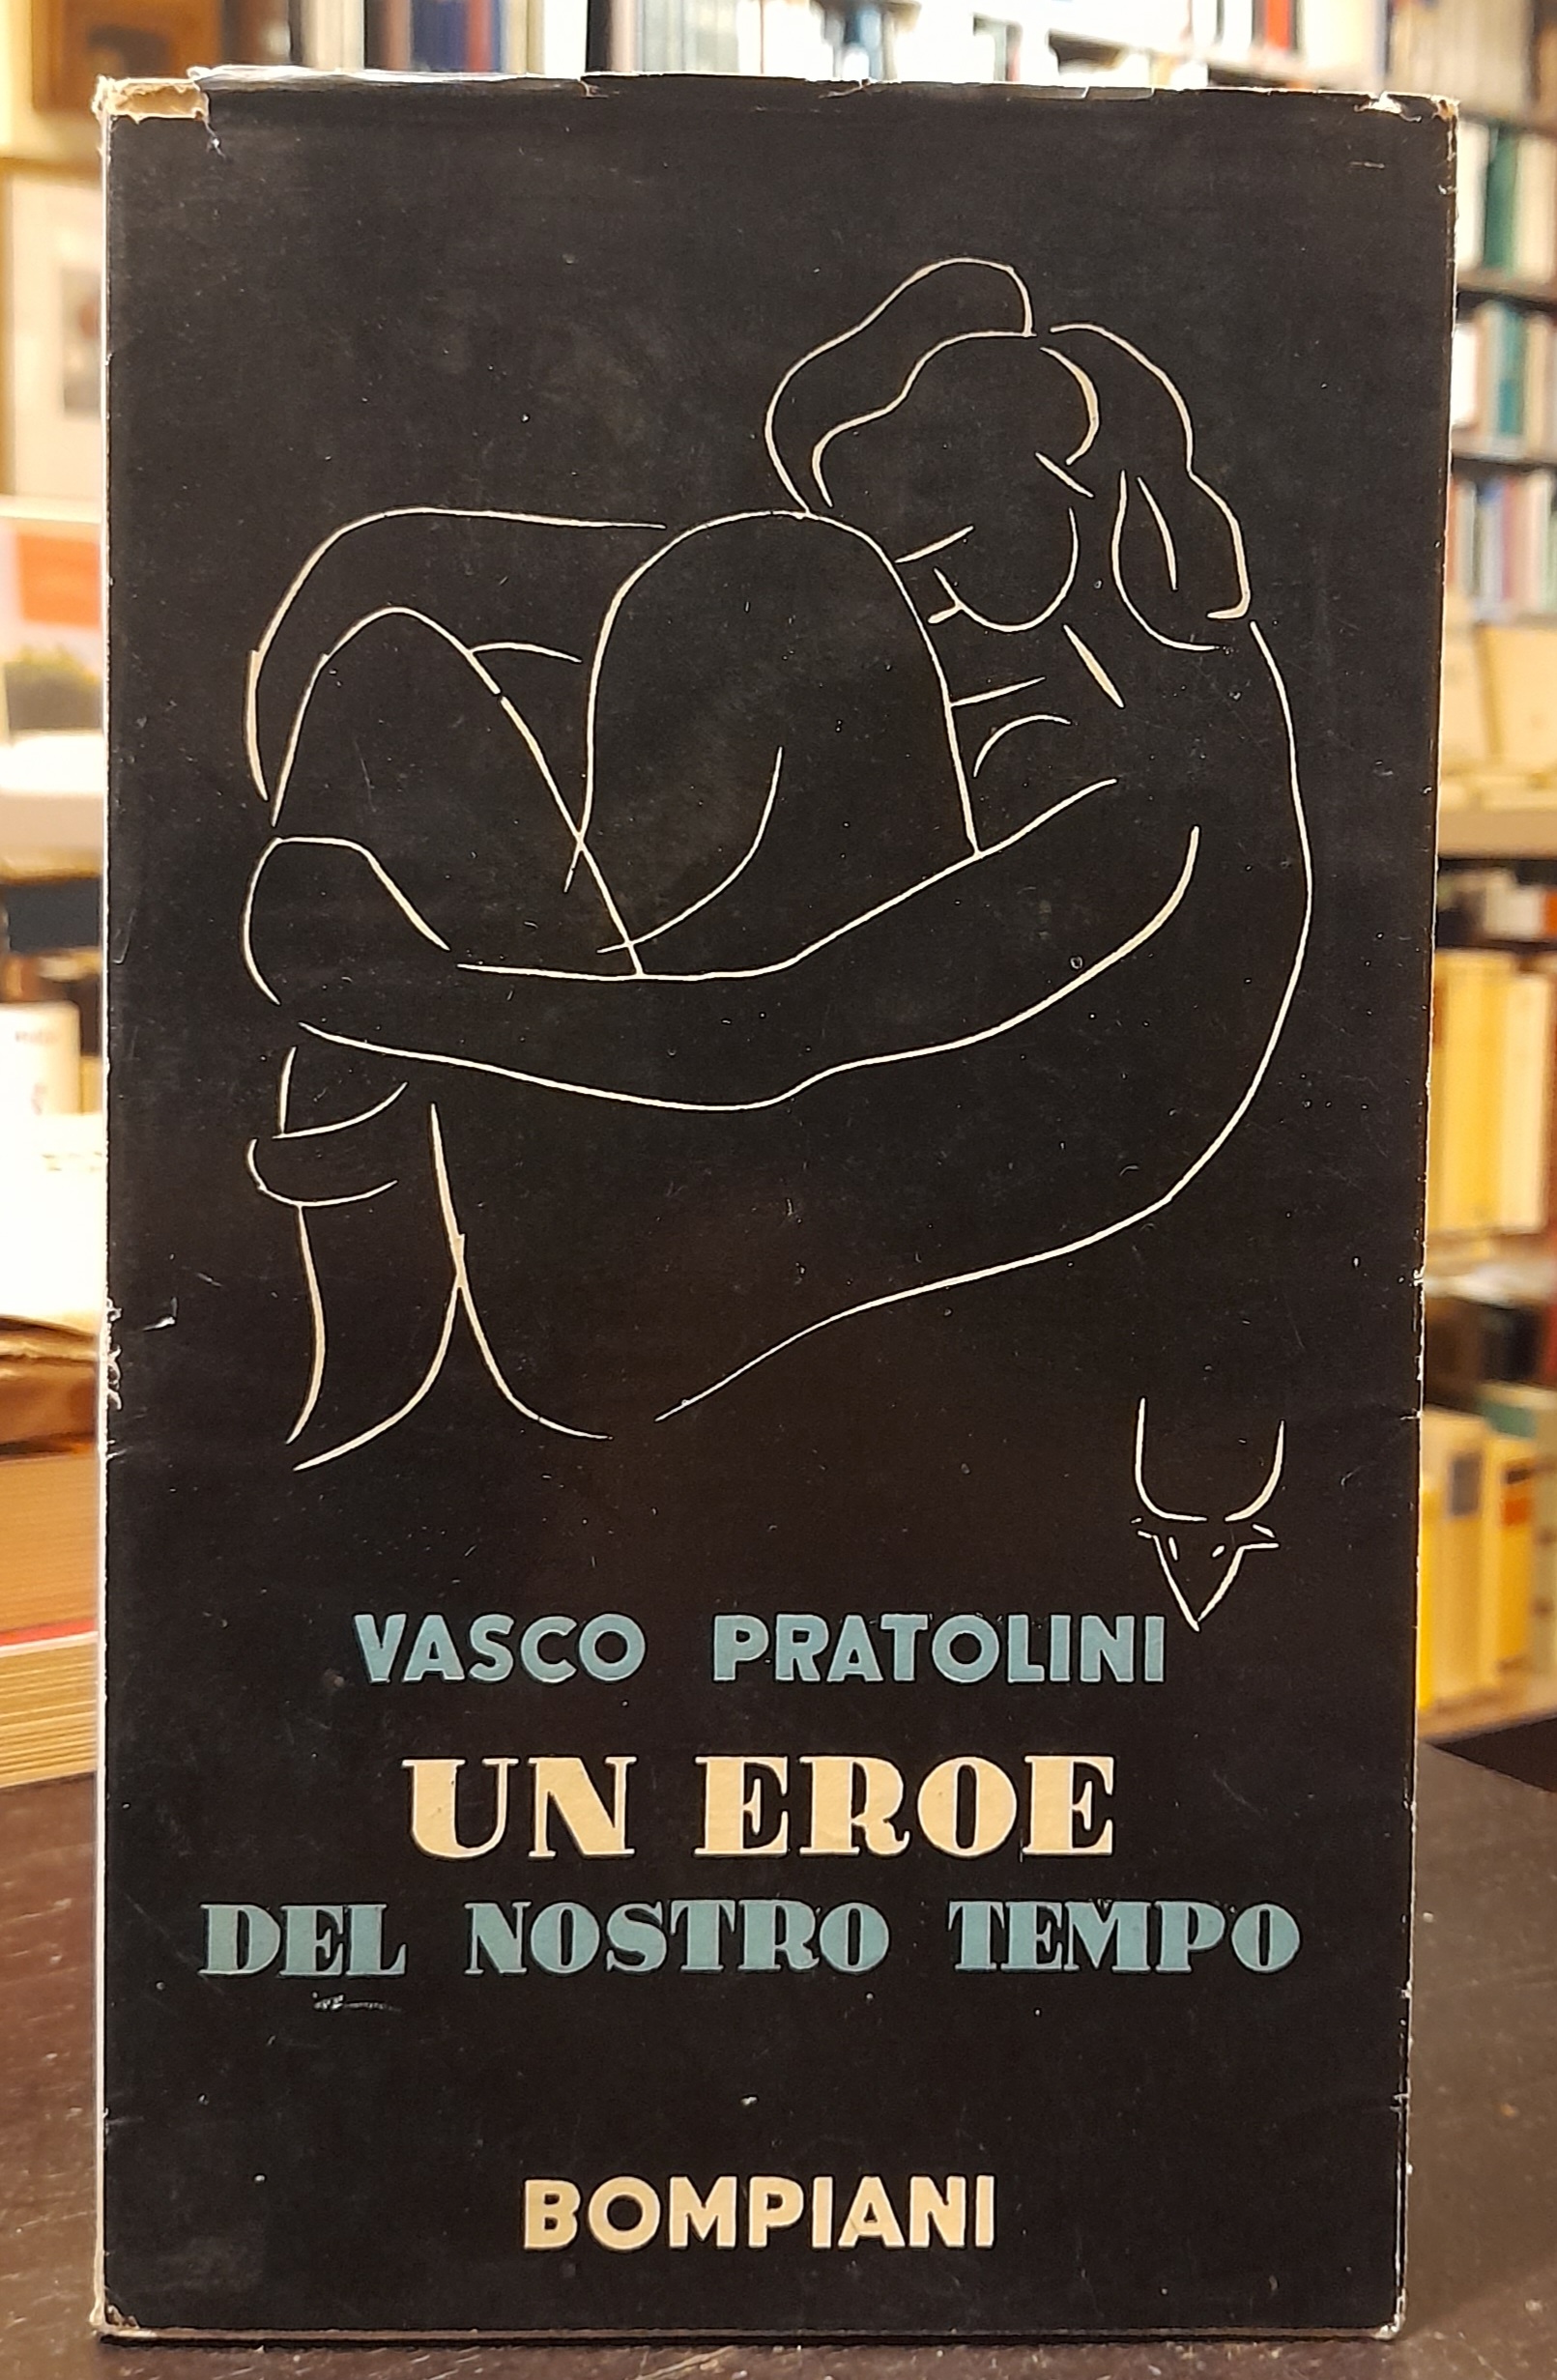 VASCO PRATOLINI
UN EROE
DEL NOSTRO TEMPO
BOMPIANI